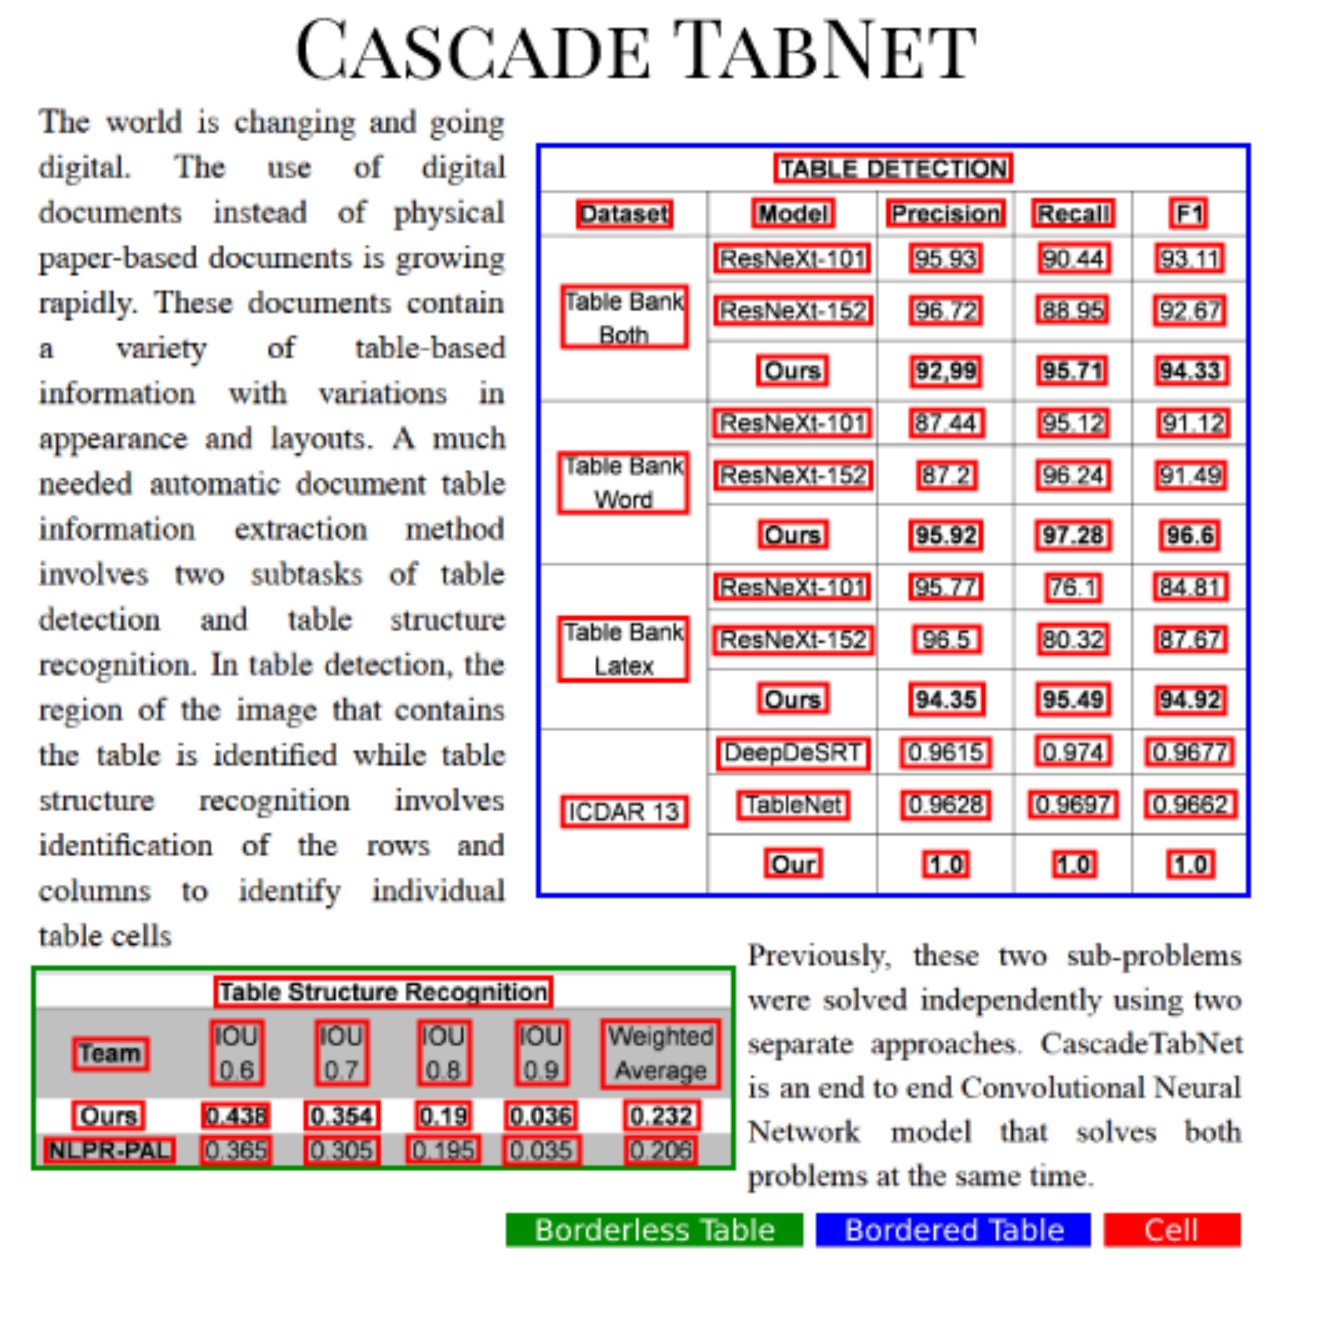 CASCADE TABNET
The world is changing and going
digital. The use of digital
documents instead of physical
paper-based documents is growing
rapidly. These documents contain
a variety of table-based
information with variations in
appearance and layouts. A much
needed automatic document table
information extraction method
involves two subtasks of table
detection and table structure
recognition. In table detection, the
region of the image that contains
the table is identified while table
structure recognition involves
identification of the rows and
columns to identify individual
table cells
TABLE DETECTION
Dataset Model Precision Recall F1
Table Bank Both
ResNeXt-101 95.93 90.44 93.11
ResNeXt-152 96.72 88.95 92.67
Ours 92,99 95.71 94.33
Table Bank Word
ResNeXt-101 87.44 95.12 91.12
ResNeXt-152 87.2 96.24 91.49
Ours 95.92 97.28 96.6
Table Bank Latex
ResNeXt-101 95.77 76.1 84.81
ResNeXt-152 96.5 80.32 87.67
Ours 94.35 95.49 94.92
ICDAR 13
DeepDeSRT 0.9615 0.974 0.9677
TableNet 0.9628 0.9697 0.9662
Our 1.0 1.0 1.0
Table Structure Recognition
Team IOU 0.6 IOU 0.7 IOU 0.8 IOU 0.9 Weighted Average
Ours 0.438 0.354 0.19 0.036 0.232
NLPR-PAL 0.365 0.305 0.195 0.035 0.206
Previously, these two sub-problems
were solved independently using two
separate approaches. CascadeTabNet
is an end to end Convolutional Neural
Network model that solves both
problems at the same time.
Borderless Table Bordered Table Cell